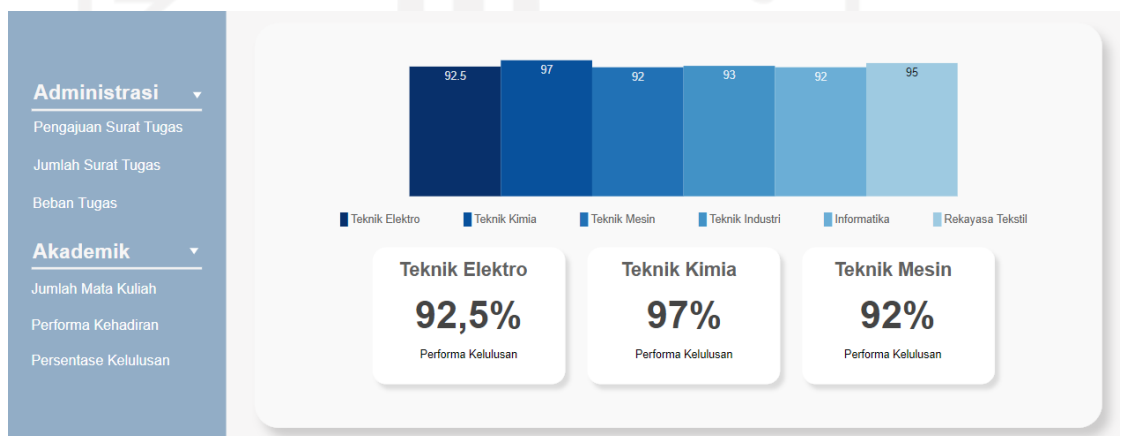 Administrasi
Pengajuan Surat Tugas
Jumlah Surat Tugas
Beban Tugas
Akademik
Jumlah Mata Kuliah
Performa Kehadiran
Persentase Kelulusan
92.5 97 92 93 92 95
Teknik Elektro Teknik Kimia Teknik Mesin Teknik Industri Informatika Rekayasa Tekstil
Teknik Elektro
92,5%
Performa Kelulusan
Teknik Kimia
97%
Performa Kelulusan
Teknik Mesin
92%
Performa Kelulusan